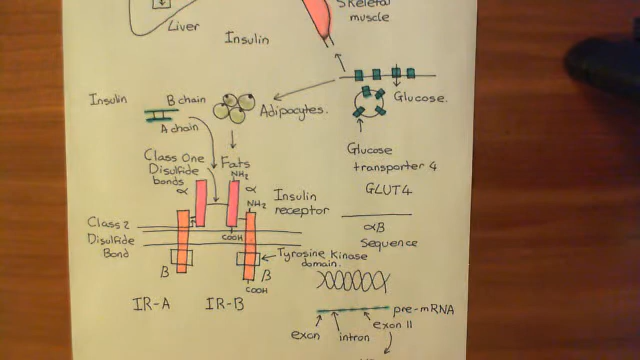 Skeletal
muscle
Liver
Insulin
Insulin
B chain
A chain
Adipocytes.
Glucose.
Glucose
transporter 4
GLUT4
Class One
Disulfide
bonds
Fats
NH2
α
α
NH2
Insulin
receptor
Class 2
Disulfide
Bond
COOH
αB
Sequence
Tyrosine Kinase
domain.
B
B
COOH
IR-A
IR-B
pre-mRNA
exon
intron
exon 11